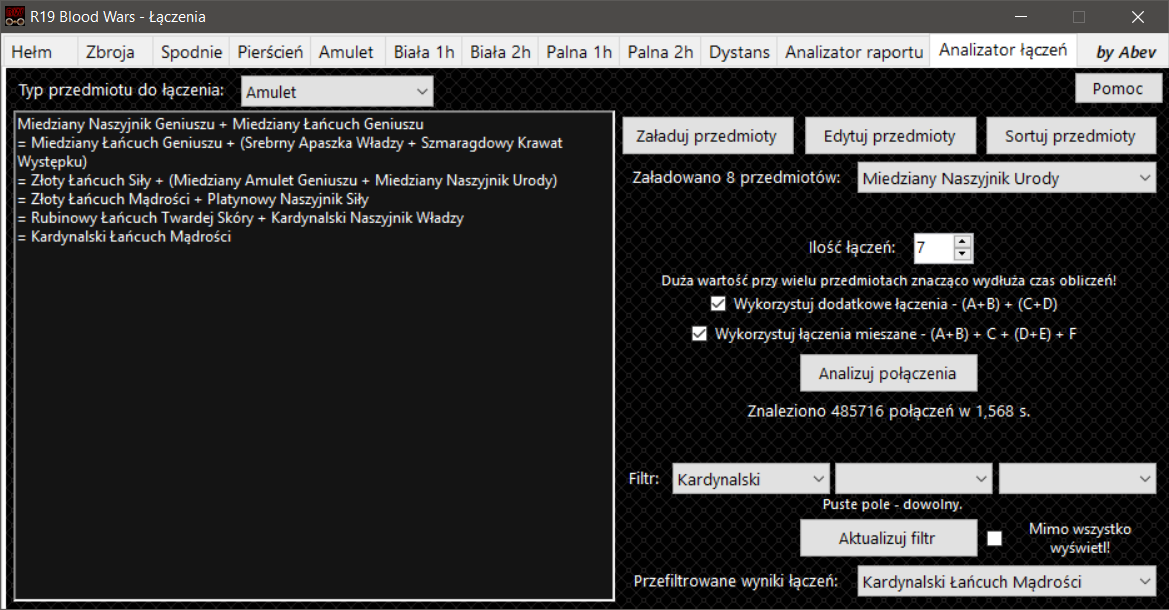 R19 Blood Wars - Łączenia
Hełm Zbroja Spodnie Pierścień Amulet Biała 1h Biała 2h Palna 1h Palna 2h Dystans Analizator raportu Analizator łączeń by Abev
Typ przedmiotu do łączenia: Amulet
Pomoc
Miedziany Naszyjnik Geniuszu + Miedziany Łańcuch Geniuszu
= Miedziany Łańcuch Geniuszu + (Srebrny Apaszka Władzy + Szmaragdowy Krawat
Występku)
= Złoty Łańcuch Siły + (Miedziany Amulet Geniuszu + Miedziany Naszyjnik Urody)
= Złoty Łańcuch Mądrości + Platynowy Naszyjnik Siły
= Rubinowy Łańcuch Twardej Skóry + Kardynalski Naszyjnik Władzy
= Kardynalski Łańcuch Mądrości
Załaduj przedmioty Edytuj przedmioty Sortuj przedmioty
Załadowano 8 przedmiotów: Miedziany Naszyjnik Urody
Ilość łączeń: 7
Duża wartość przy wielu przedmiotach znacząco wydłuża czas obliczeń!
Wykorzystuj dodatkowe łączenia - (A+B) + (C+D)
Wykorzystuj łączenia mieszane - (A+B) + C + (D+E) + F
Analizuj połączenia
Znaleziono 485716 połączeń w 1,568 s.
Filtr: Kardynalski
Puste pole - dowolny.
Aktualizuj filtr
Mimo wszystko
wyświetl!
Przefiltrowane wyniki łączeń: Kardynalski Łańcuch Mądrości